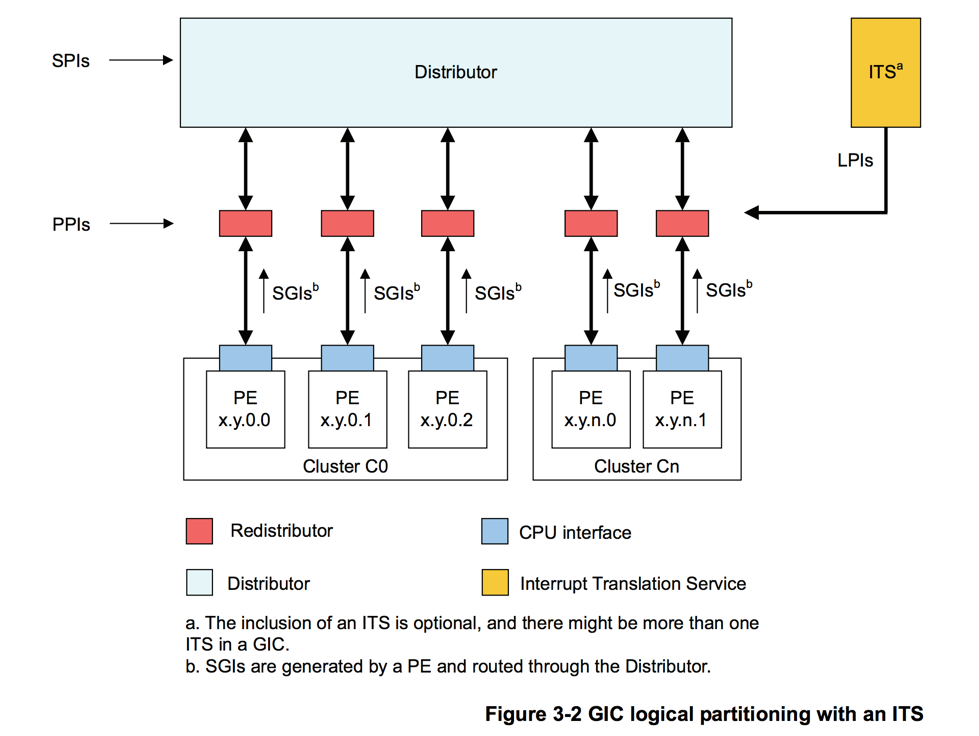 SPIs
Distributor
ITSa
LPIs
PPIs
SGIsb
SGIsb
SGIsb
SGIsb
SGIsb
PE
x.y.0.0
PE
x.y.0.1
PE
x.y.0.2
PE
x.y.n.0
PE
x.y.n.1
Cluster C0
Cluster Cn
Redistributor
CPU interface
Distributor
Interrupt Translation Service
a. The inclusion of an ITS is optional, and there might be more than one
ITS in a GIC.
b. SGIs are generated by a PE and routed through the Distributor.
Figure 3-2 GIC logical partitioning with an ITS